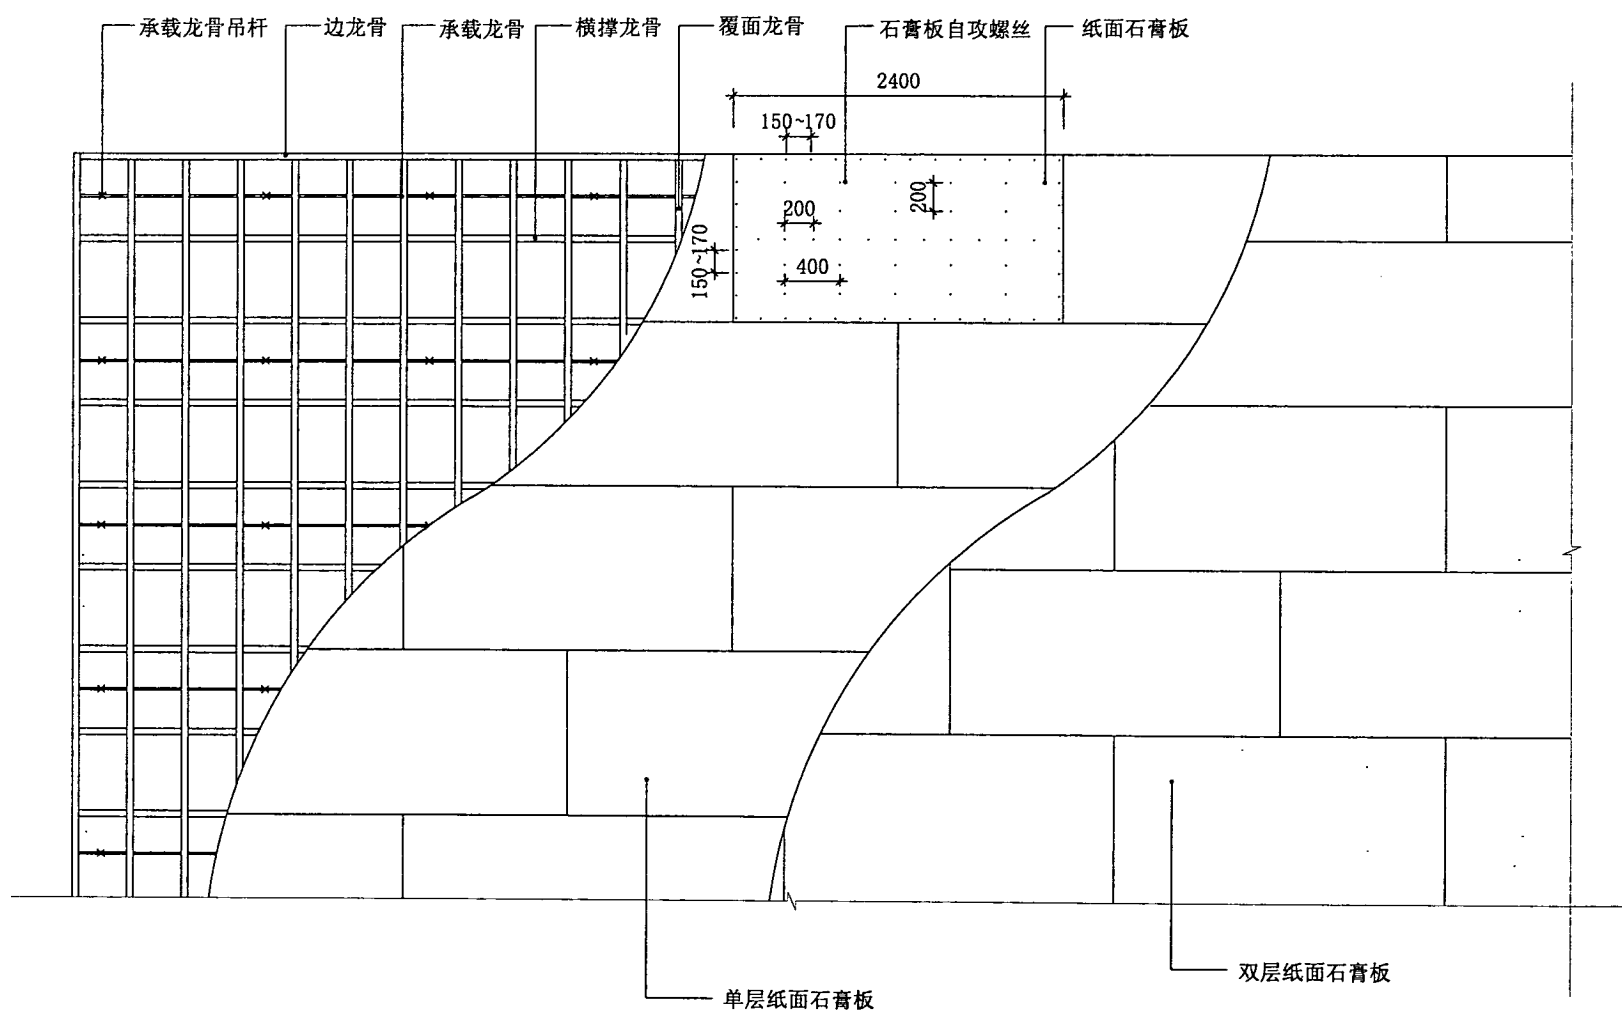 承载龙骨吊杆
边龙骨
承载龙骨
横撑龙骨
覆面龙骨
石膏板自攻螺丝
纸面石膏板
2400
150~170
200
200
150~170
400
双层纸面石膏板
单层纸面石膏板